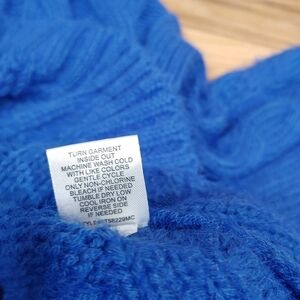 TURN GARMENT
INSIDE OUT
MACHINE WASH COLD
WITH LIKE COLORS
GENTLE CYCLE
ONLY NON-CHLORINE
BLEACH IF NEEDED
TUMBLE DRY LOW
COOL IRON ON
REVERSE SIDE
IF NEEDED